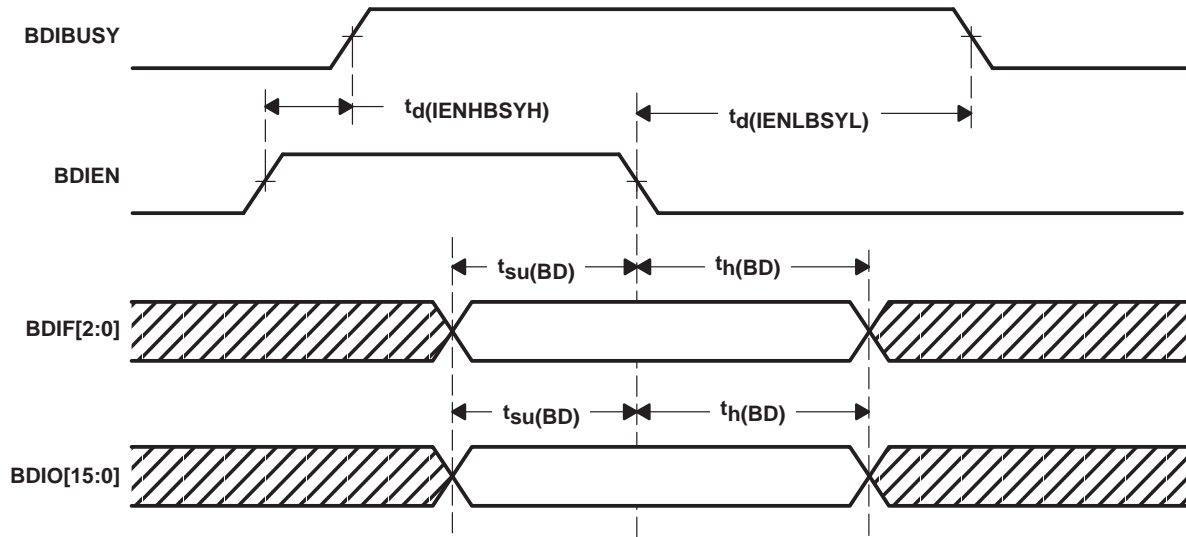 BDIBUSY
td(IENHBSYH)
td(IENLBSYL)
BDIEN
tsu(BD) th(BD)
BDIF[2:0]
tsu(BD) th(BD)
BDIO[15:0]